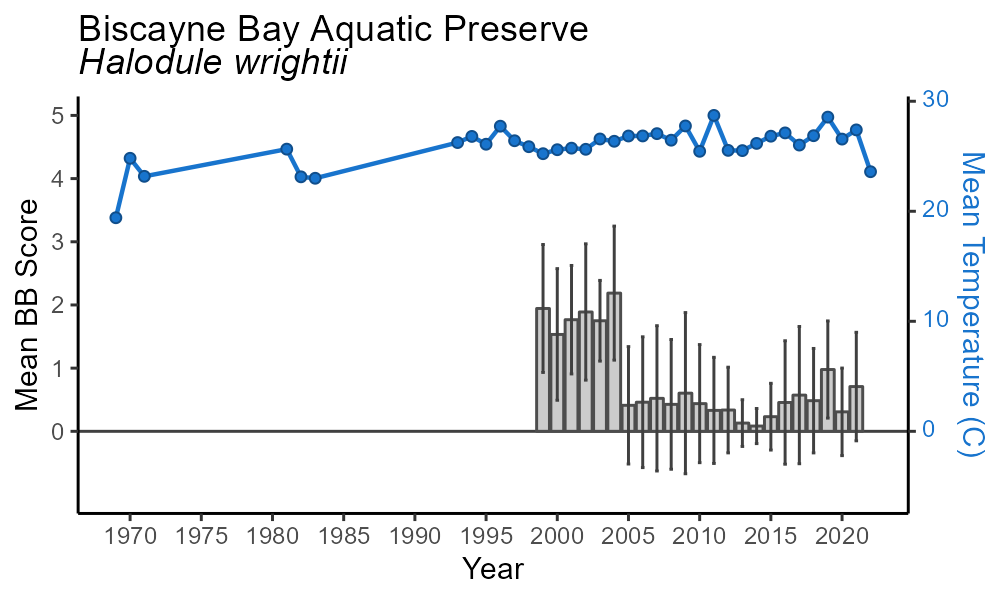 Biscayne Bay Aquatic Preserve
Halodule wrightii
Mean BB Score
5
4
3
2
1
0
30
20
10
0
Mean Temperature (C)
1970 1975 1980 1985 1990 1995 2000 2005 2010 2015 2020
Year